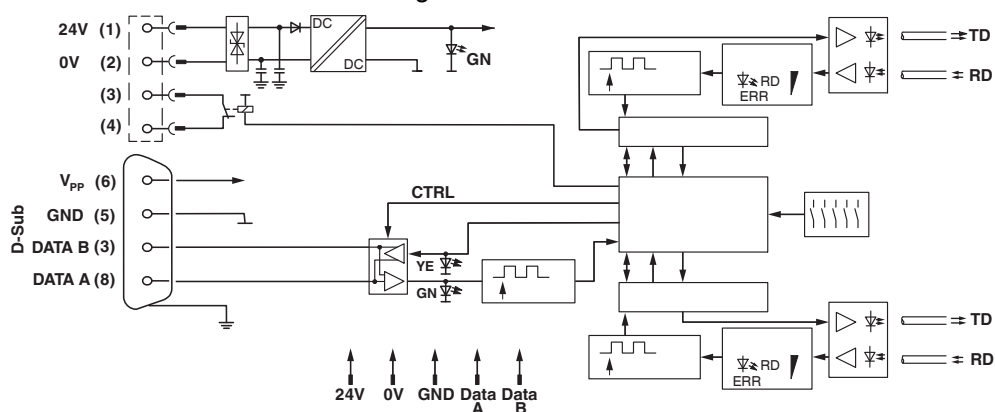 24V (1)
0V (2)
(3)
(4)
DC
DC
GN
D-Sub
VPP (6)
GND (5)
DATA B (3)
DATA A (8)
CTRL
YE
GN
RD
ERR
TD
RD
RD
ERR
TD
RD
24V 0V GND Data A Data B